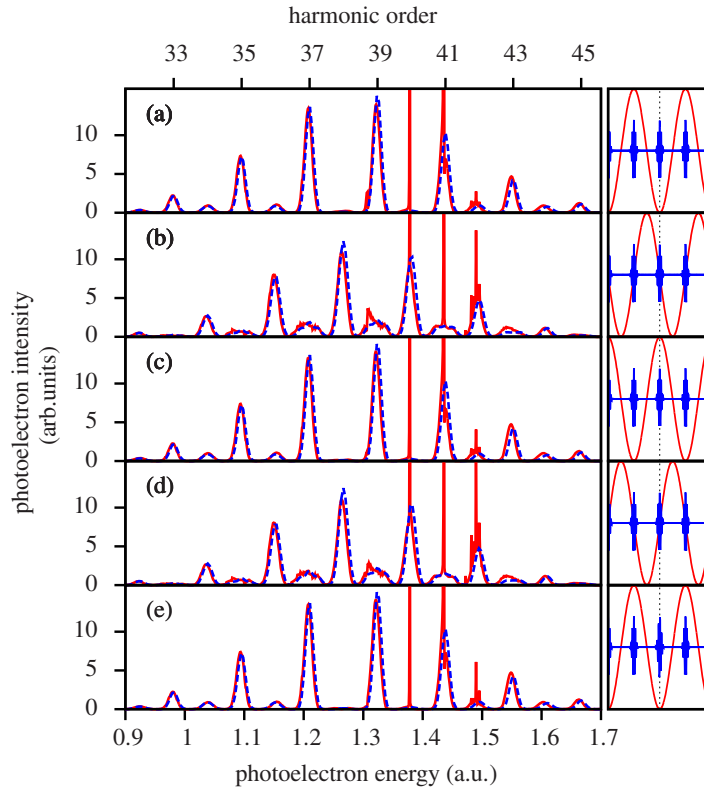 harmonic order
33 35 37 39 41 43 45
(a)
10
5
0
(b)
10
5
0
(c)
10
5
0
(d)
10
5
0
(e)
10
5
0
photoelectron intensity
(arb.units)
0.9 1 1.1 1.2 1.3 1.4 1.5 1.6 1.7
photoelectron energy (a.u.)